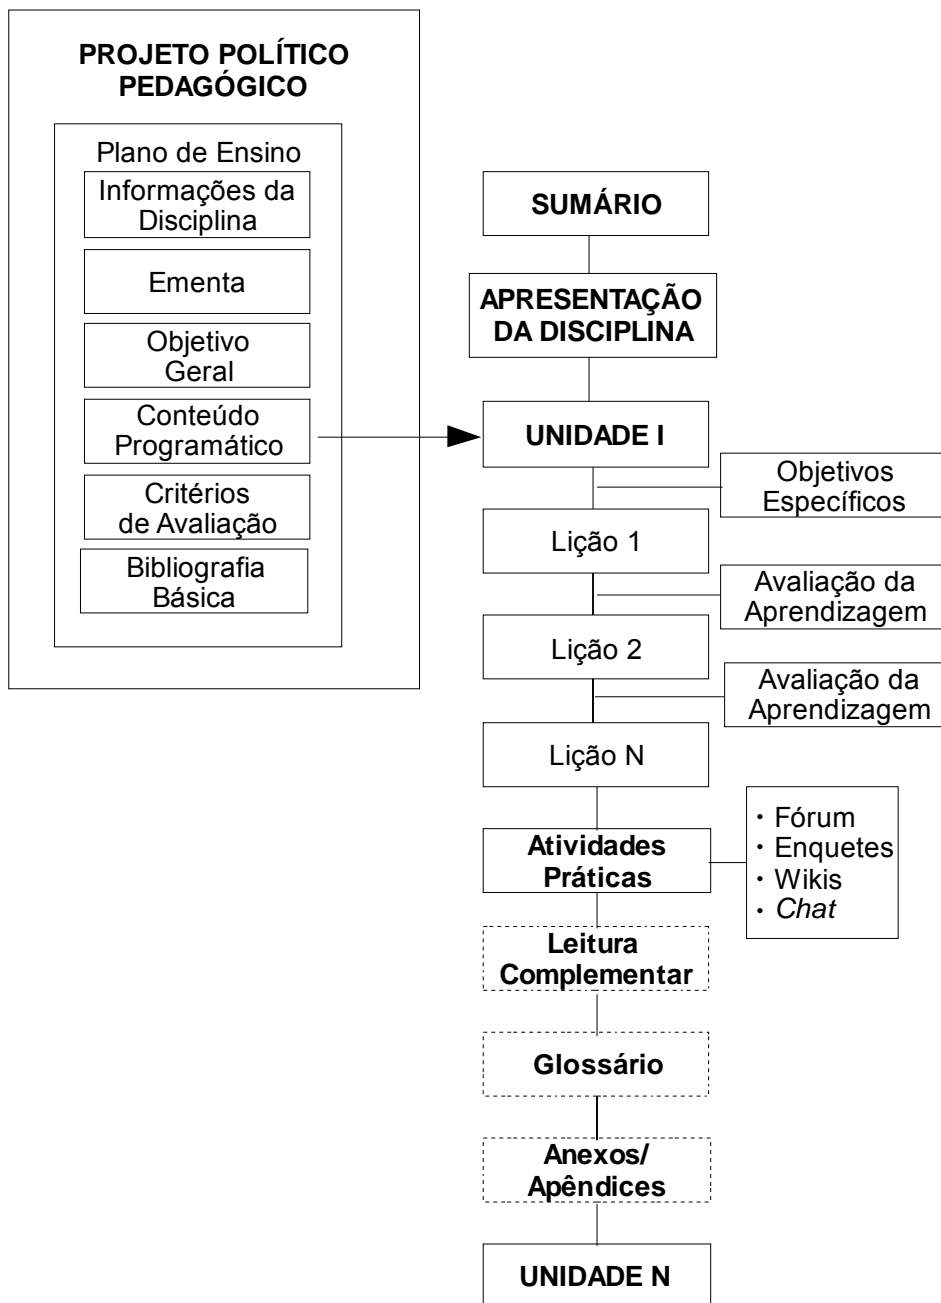 PROJETO POLÍTICO
PEDAGÓGICO
Plano de Ensino
Informações da
Disciplina
Ementa
Objetivo
Geral
Conteúdo
Programático
Critérios
de Avaliação
Bibliografia
Básica
SUMÁRIO
APRESENTAÇÃO
DA DISCIPLINA
UNIDADE I
Objetivos
Específicos
Lição 1
Avaliação da
Aprendizagem
Lição 2
Avaliação da
Aprendizagem
Lição N
Atividades
Práticas
· Fórum
· Enquetes
· Wikis
· Chat
Leitura
Complementar
Glossário
Anexos/
Apêndices
UNIDADE N